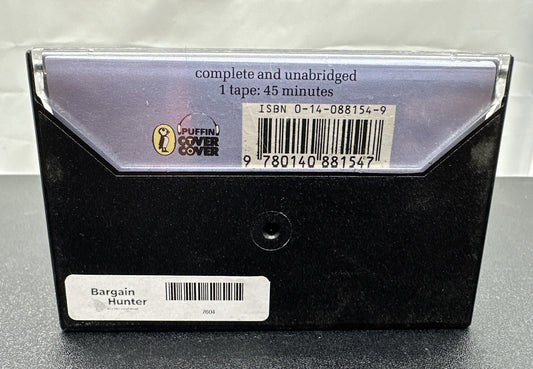 complete and unabridged
1 tape: 45 minutes
ISBN 0-14-088154-9
9 780140 881547
PUFFIN
COVER
COVER
Bargain
Hunter
7604